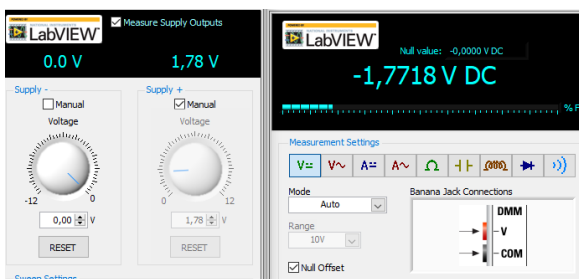 LabVIEW
Measure Supply Outputs
0.0 V
1,78 V
Supply -
Manual
Voltage
-12
0
0,00
V
RESET
Supply +
Manual
Voltage
0
12
1,78
V
RESET
Sweep Settings
LabVIEW
Null value: -0,0000 V DC
-1,7718 V DC
% F
Measurement Settings
V=
V~
A=
A~
Ω
Mode
Auto
Range
10V
Null Offset
Banana Jack Connections
DMM
V
COM